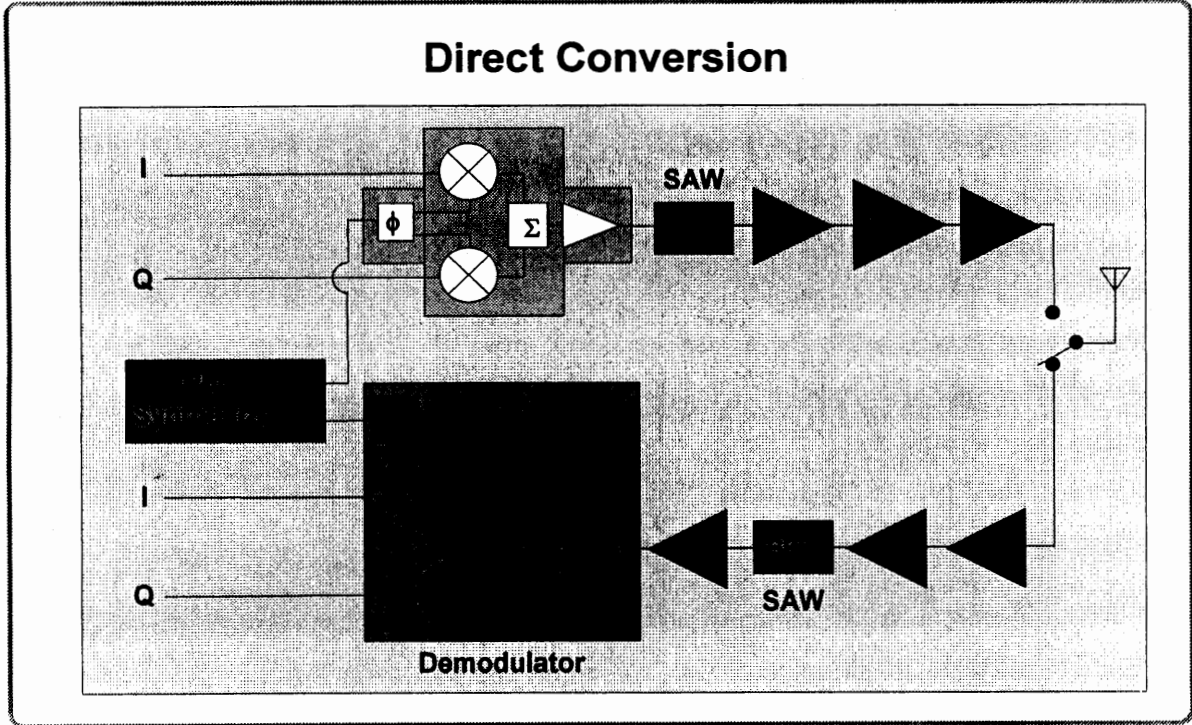 Direct Conversion
I
SAW
ϕ
Σ
Q
I
Q
SAW
Demodulator